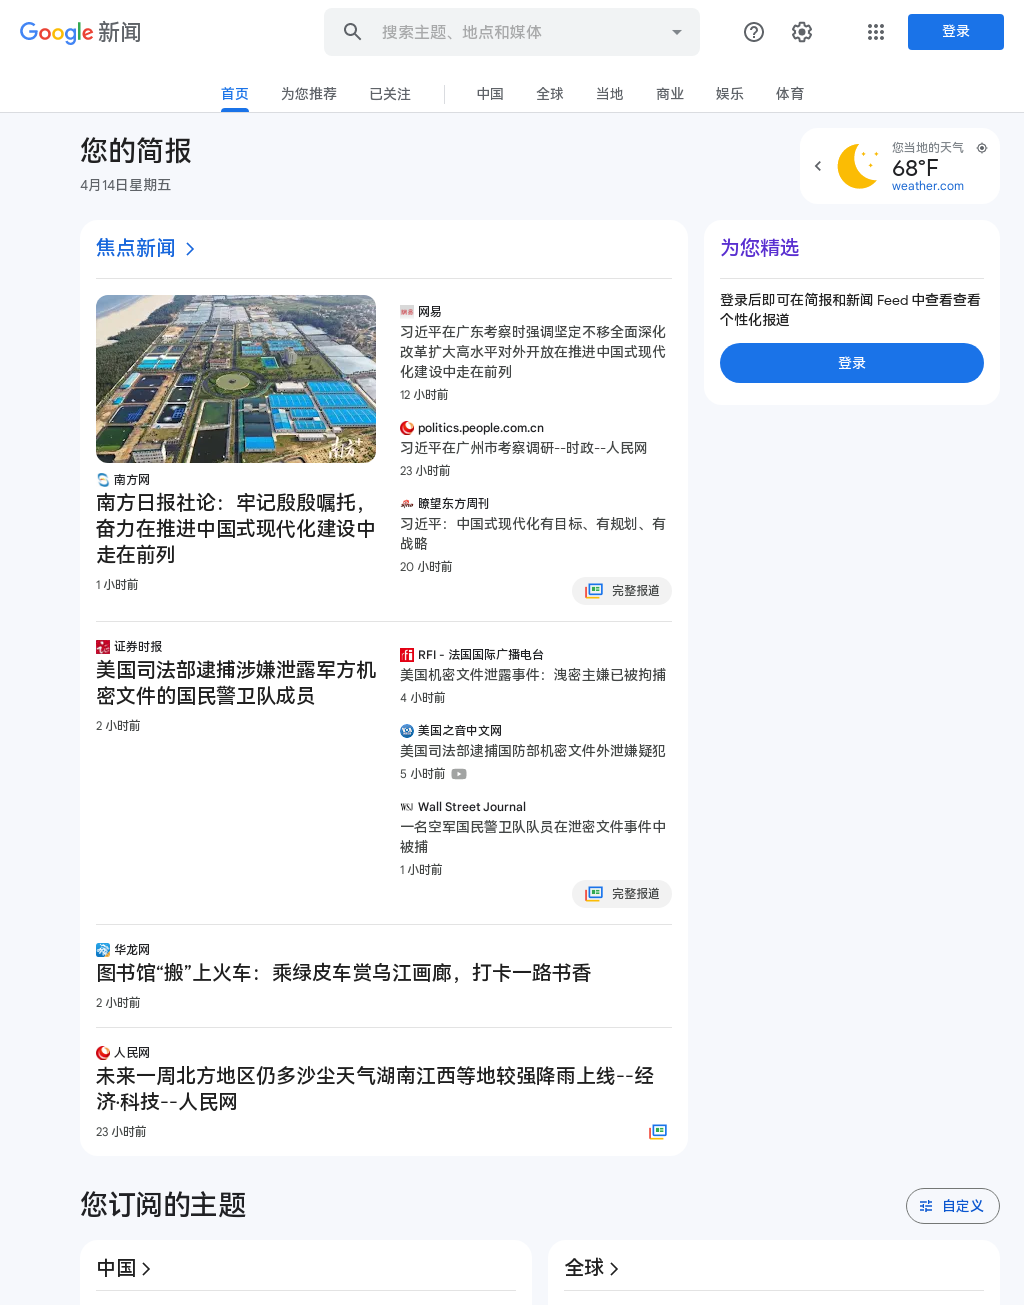 Google 新闻
搜索主题、地点和媒体
登录
首页
为您推荐
已关注
中国
全球
当地
商业
娱乐
体育
您的简报
4月14日星期五
您当地的天气
68°F
weather.com
焦点新闻
南方+
南方网
南方日报社论：牢记殷殷嘱托，
奋力在推进中国式现代化建设中
走在前列
1 小时前
网易
网易
习近平在广东考察时强调坚定不移全面深化
改革扩大高水平对外开放在推进中国式现代
化建设中走在前列
12 小时前
politics.people.com.cn
习近平在广州市考察调研--时政--人民网
23 小时前
瞭望东方周刊
习近平：中国式现代化有目标、有规划、有
战略
20 小时前
完整报道
为您精选
登录后即可在简报和新闻 Feed 中查看查看
个性化报道
登录
证券时报
美国司法部逮捕涉嫌泄露军方机
密文件的国民警卫队成员
2 小时前
rfi
RFI - 法国国际广播电台
美国机密文件泄露事件：洩密主嫌已被拘捕
4 小时前
美国之音中文网
美国司法部逮捕国防部机密文件外泄嫌疑犯
5 小时前
WSJ
Wall Street Journal
一名空军国民警卫队队员在泄密文件事件中
被捕
1 小时前
完整报道
华龙网
图书馆“搬”上火车：乘绿皮车赏乌江画廊，打卡一路书香
2 小时前
人民网
未来一周北方地区仍多沙尘天气湖南江西等地较强降雨上线--经
济·科技--人民网
23 小时前
您订阅的主题
自定义
中国
全球